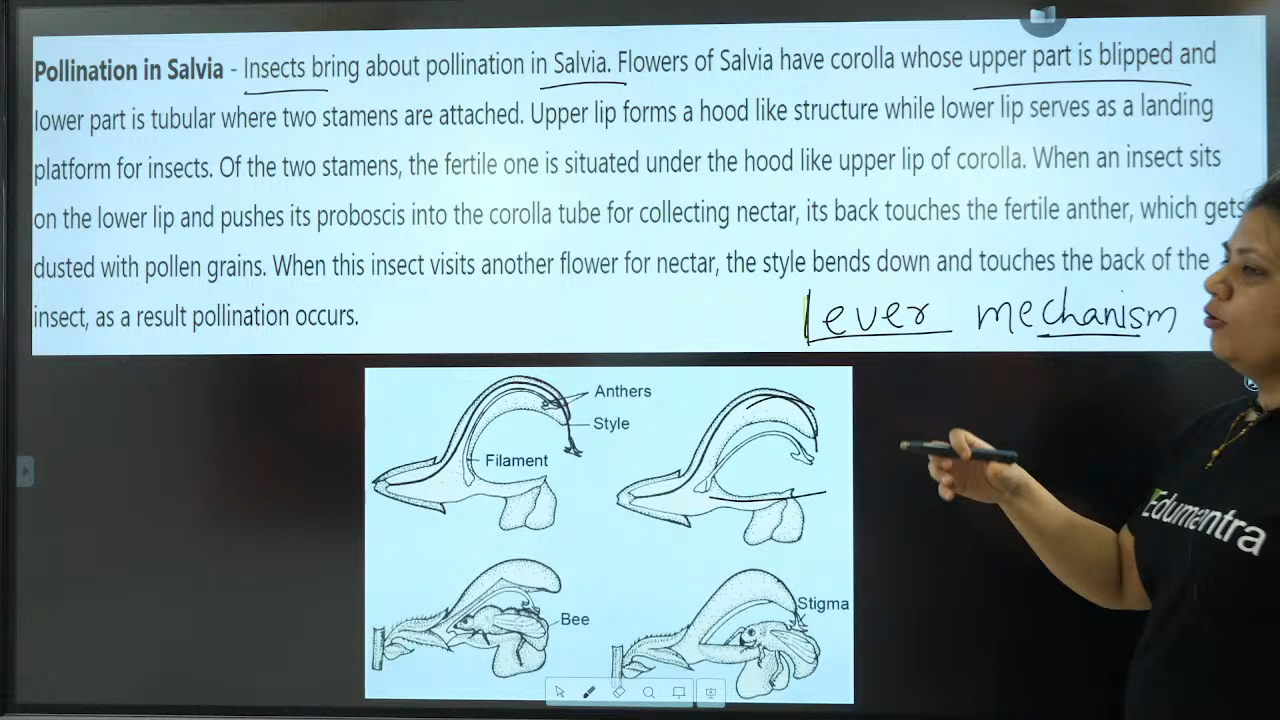 Pollination in Salvia - Insects bring about pollination in Salvia. Flowers of Salvia have corolla whose upper part is blipped and
lower part is tubular where two stamens are attached. Upper lip forms a hood like structure while lower lip serves as a landing
platform for insects. Of the two stamens, the fertile one is situated under the hood like upper lip of corolla. When an insect sits
on the lower lip and pushes its proboscis into the corolla tube for collecting nectar, its back touches the fertile anther, which gets
dusted with pollen grains. When this insect visits another flower for nectar, the style bends down and touches the back of the
insect, as a result pollination occurs.
Lever mechanism
Anthers
Style
Filament
Bee
Stigma
Edumantra